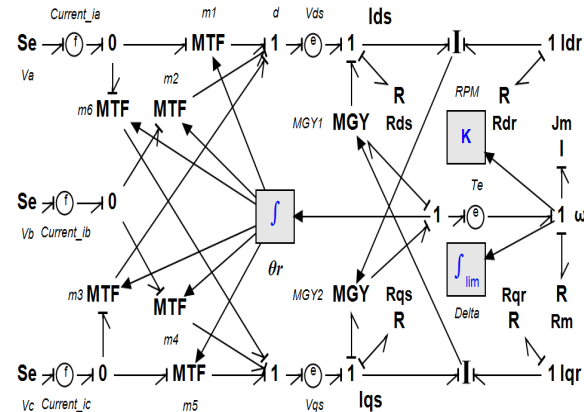 Current_ia m1 d Vds Ids
Se f 0 MTF 1 e 1 I 1 Idr
Va m2 R R
m6 MTF MTF MGY1 MGY Rds RPM Rdr Jm
K I
Te
Se f 0 ∫ 1 e 1 ω
Vb Current_ib θr
m3 MTF MTF MGY2 MGY Rqs ∫ lim Rqr R
m4 R Delta R Rm
Se f 0 MTF 1 e 1 I 1 Iqr
Vc Current_ic m5 Vqs Iqs